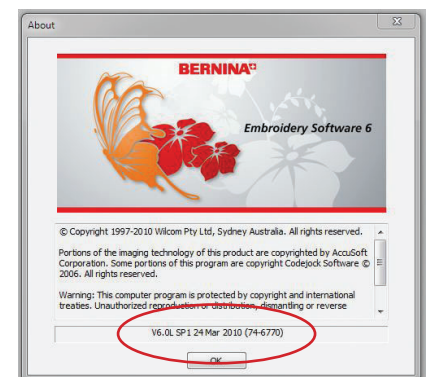 About
BERNINA
Embroidery Software 6
© Copyright 1997-2010 Wilcom Pty Ltd, Sydney Australia. All rights reserved.
Portions of the imaging technology of this product are copyrighted by AccuSoft
Corporation. Some portions of this program are copyright Codejock Software ©
2006. All rights reserved.
Warning: This computer program is protected by copyright and international
treaties. Unauthorized reproduction or distribution, dismantling or reverse
V6.0L SP1 24 Mar 2010 (74-6770)
OK